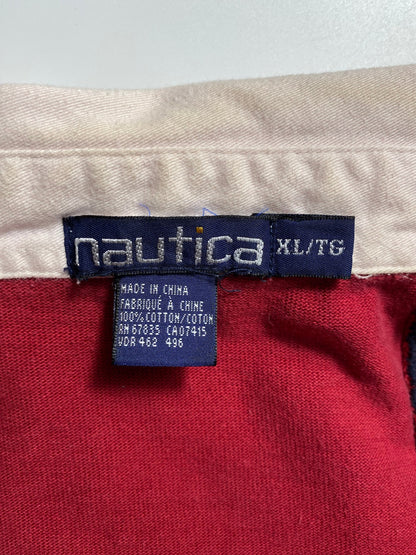 nautica XL/TG
MADE IN CHINA
FABRIQUÉ À CHINE
100% COTTON/COTON
RN 67835 CA07415
VDR 462 496